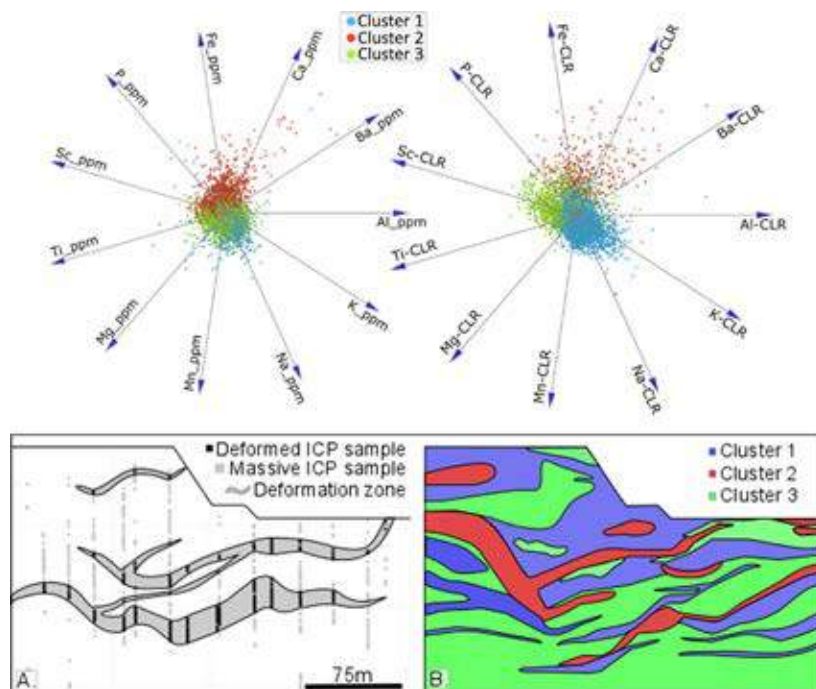 Cluster 1
Cluster 2
Cluster 3
Fe_ppm
Ca_ppm
P_ppm
Ba_ppm
Sc_ppm
Al_ppm
Ti_ppm
K_ppm
Mg_ppm
Mn_ppm
Na_ppm
Fe-CLR
Ca-CLR
P-CLR
Ba-CLR
Sc-CLR
Al-CLR
Ti-CLR
K-CLR
Mg-CLR
Mn-CLR
Na-CLR
Deformed ICP sample
Massive ICP sample
Deformation zone
A
75m
Cluster 1
Cluster 2
Cluster 3
B